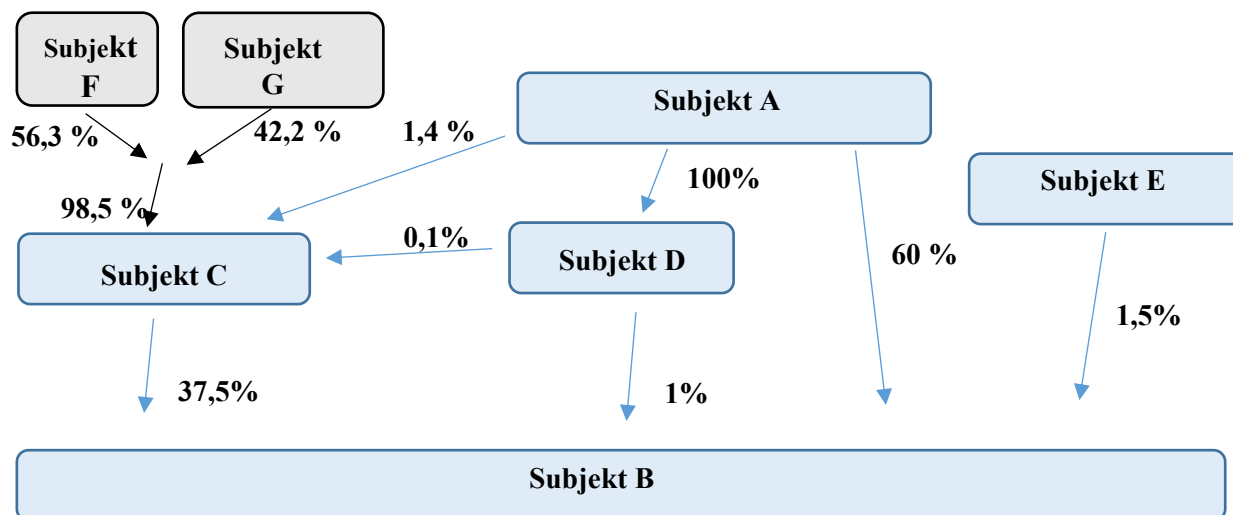 Subjekt
F
Subjekt
G
Subjekt A
56,3 %
42,2 %
1,4 %
100%
Subjekt E
98,5 %
0,1%
Subjekt C
Subjekt D
60 %
1,5%
37,5%
1%
Subjekt B